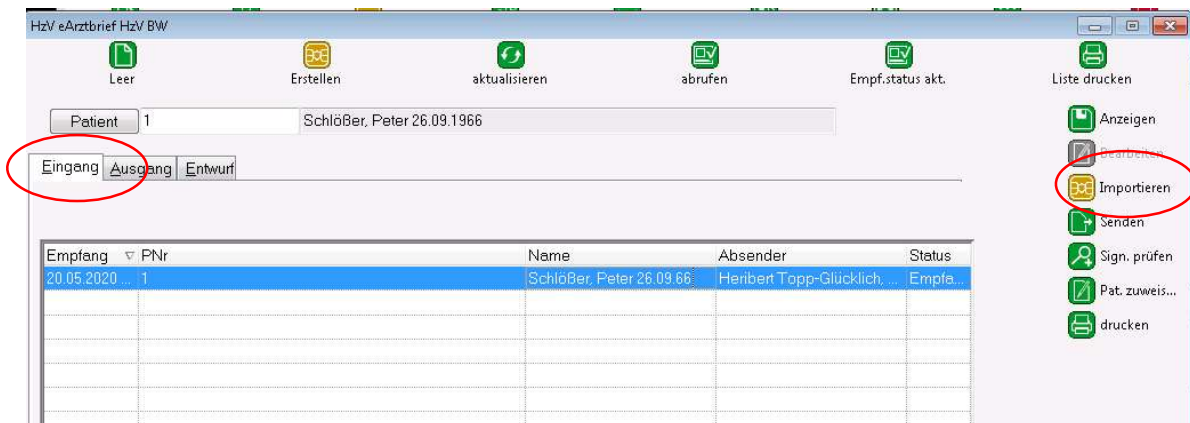 HzV eArztbrief HzV BW
Leer Erstellen aktualisieren abrufen Empf.status akt. Liste drucken
Patient 1 Schlößer, Peter 26.09.1966
Anzeigen
Bearbeiten
Eingang Ausgang Entwurf
Importieren
Senden
Empfang PNr Name Absender Status
Sign. prüfen
20.05.2020 ... 1 Schlößer, Peter 26.09.66 Heribert Topp-Glücklich, ... Empfa...
Pat. zuweis...
drucken